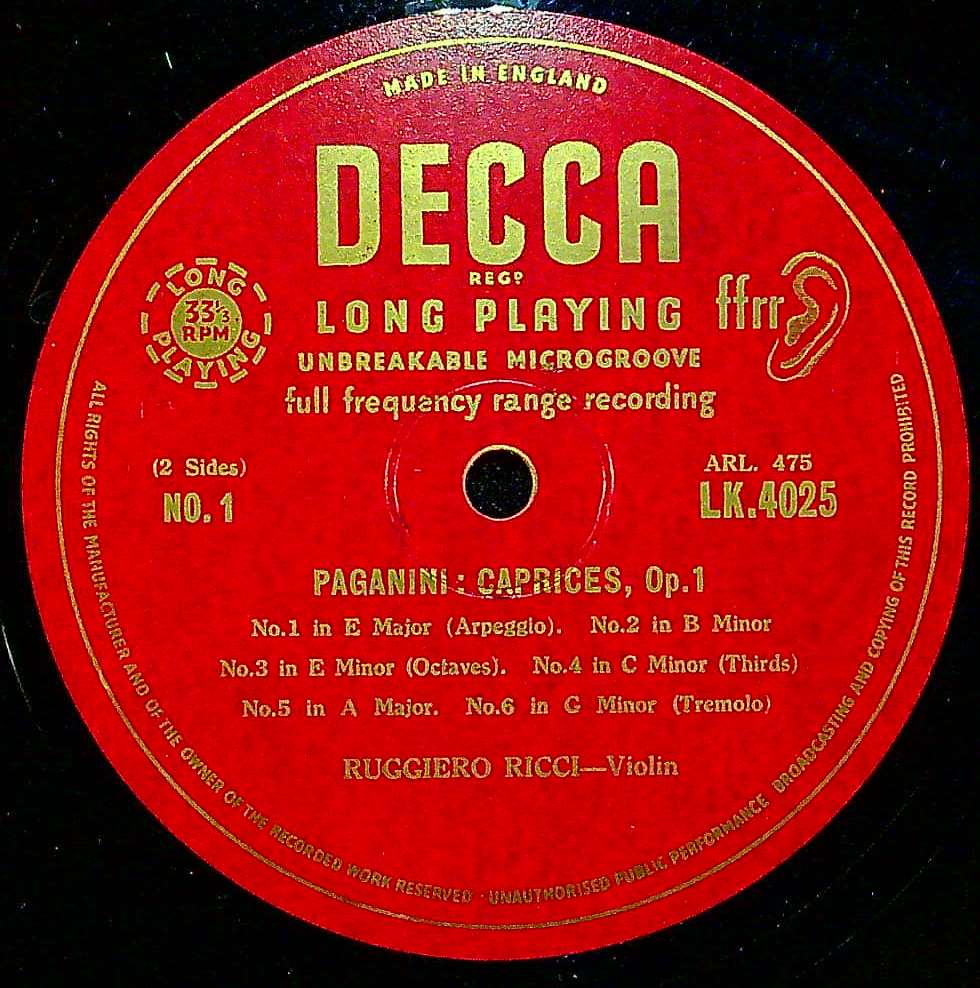 MADE IN ENGLAND
DECCA
REGD
LONG PLAYING
UNBREAKABLE MICROGROOVE
full frequency range recording
LONG
33⅓
RPM
PLAYING
ffrr
(2 Sides)
NO. 1
ARL. 475
LK.4025
PAGANINI : CAPRICES, Op.1
No.1 in E Major (Arpeggio). No.2 in B Minor
No.3 in E Minor (Octaves). No.4 in C Minor (Thirds)
No.5 in A Major. No.6 in G Minor (Tremolo)
RUGGIERO RICCI—Violin
ALL RIGHTS OF THE MANUFACTURER AND OF THE OWNER OF THE RECORDED WORK RESERVED · UNAUTHORISED PUBLIC PERFORMANCE BROADCASTING AND COPYING OF THIS RECORD PROHIBITED